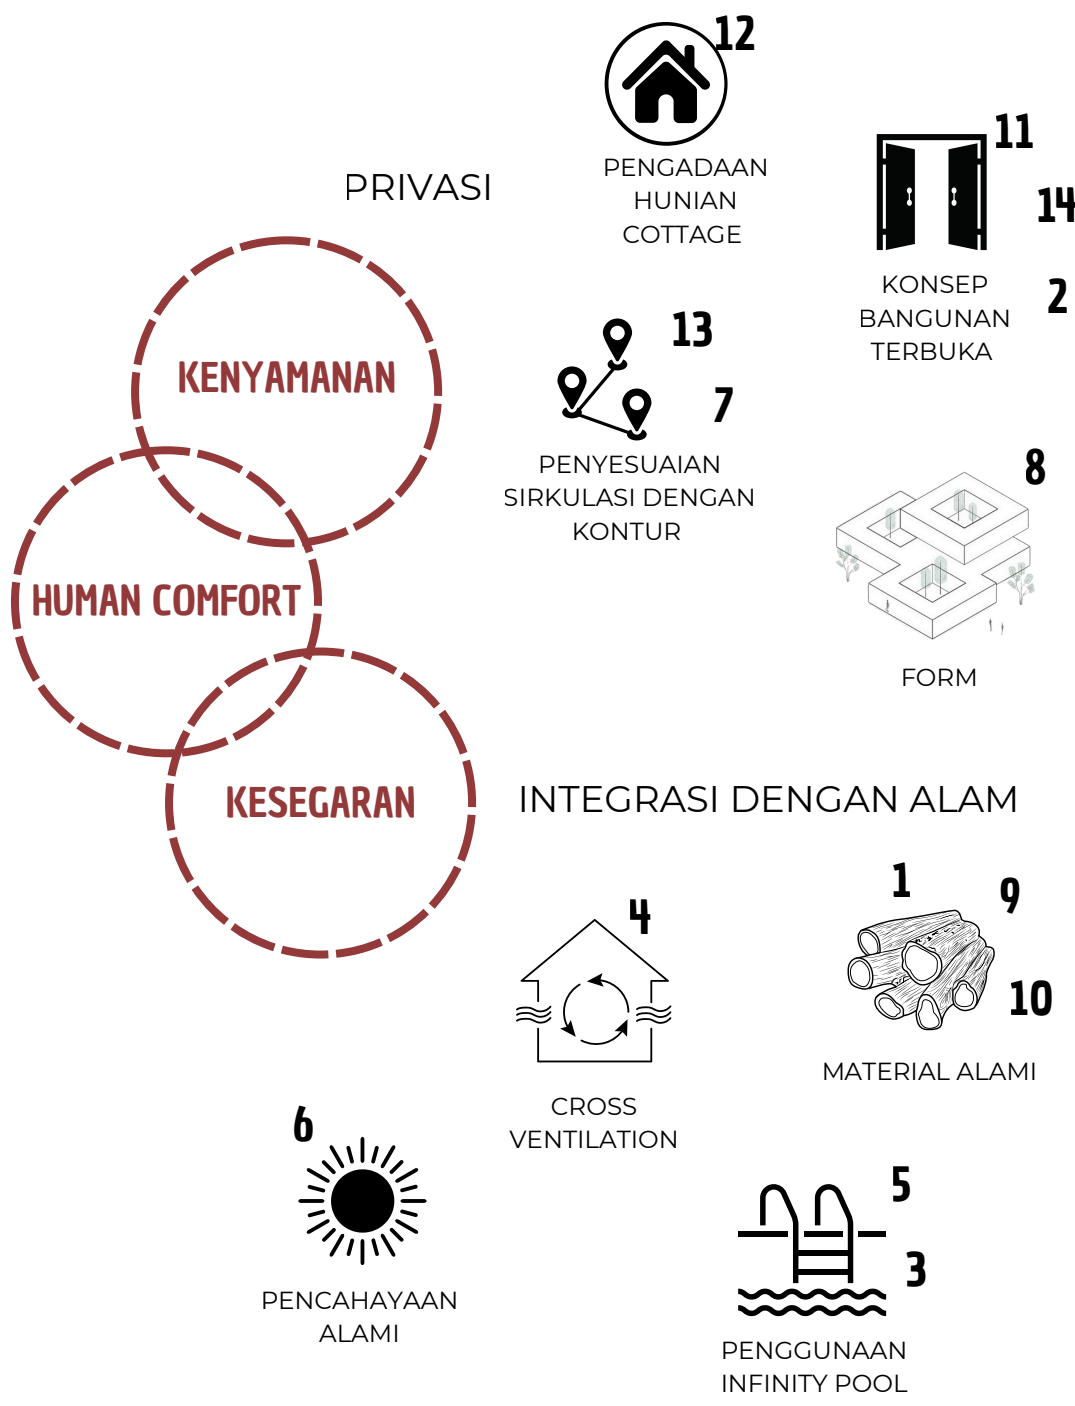 12
PENGADAAN
HUNIAN
COTTAGE
11
14
2
KONSEP
BANGUNAN
TERBUKA
PRIVASI
KENYAMANAN
13
7
PENYESUAIAN
SIRKULASI DENGAN
KONTUR
8
FORM
HUMAN COMFORT
KESEGARAN
INTEGRASI DENGAN ALAM
4
CROSS
VENTILATION
1
9
10
MATERIAL ALAMI
6
PENCAHAYAAN
ALAMI
5
3
PENGGUNAAN
INFINITY POOL